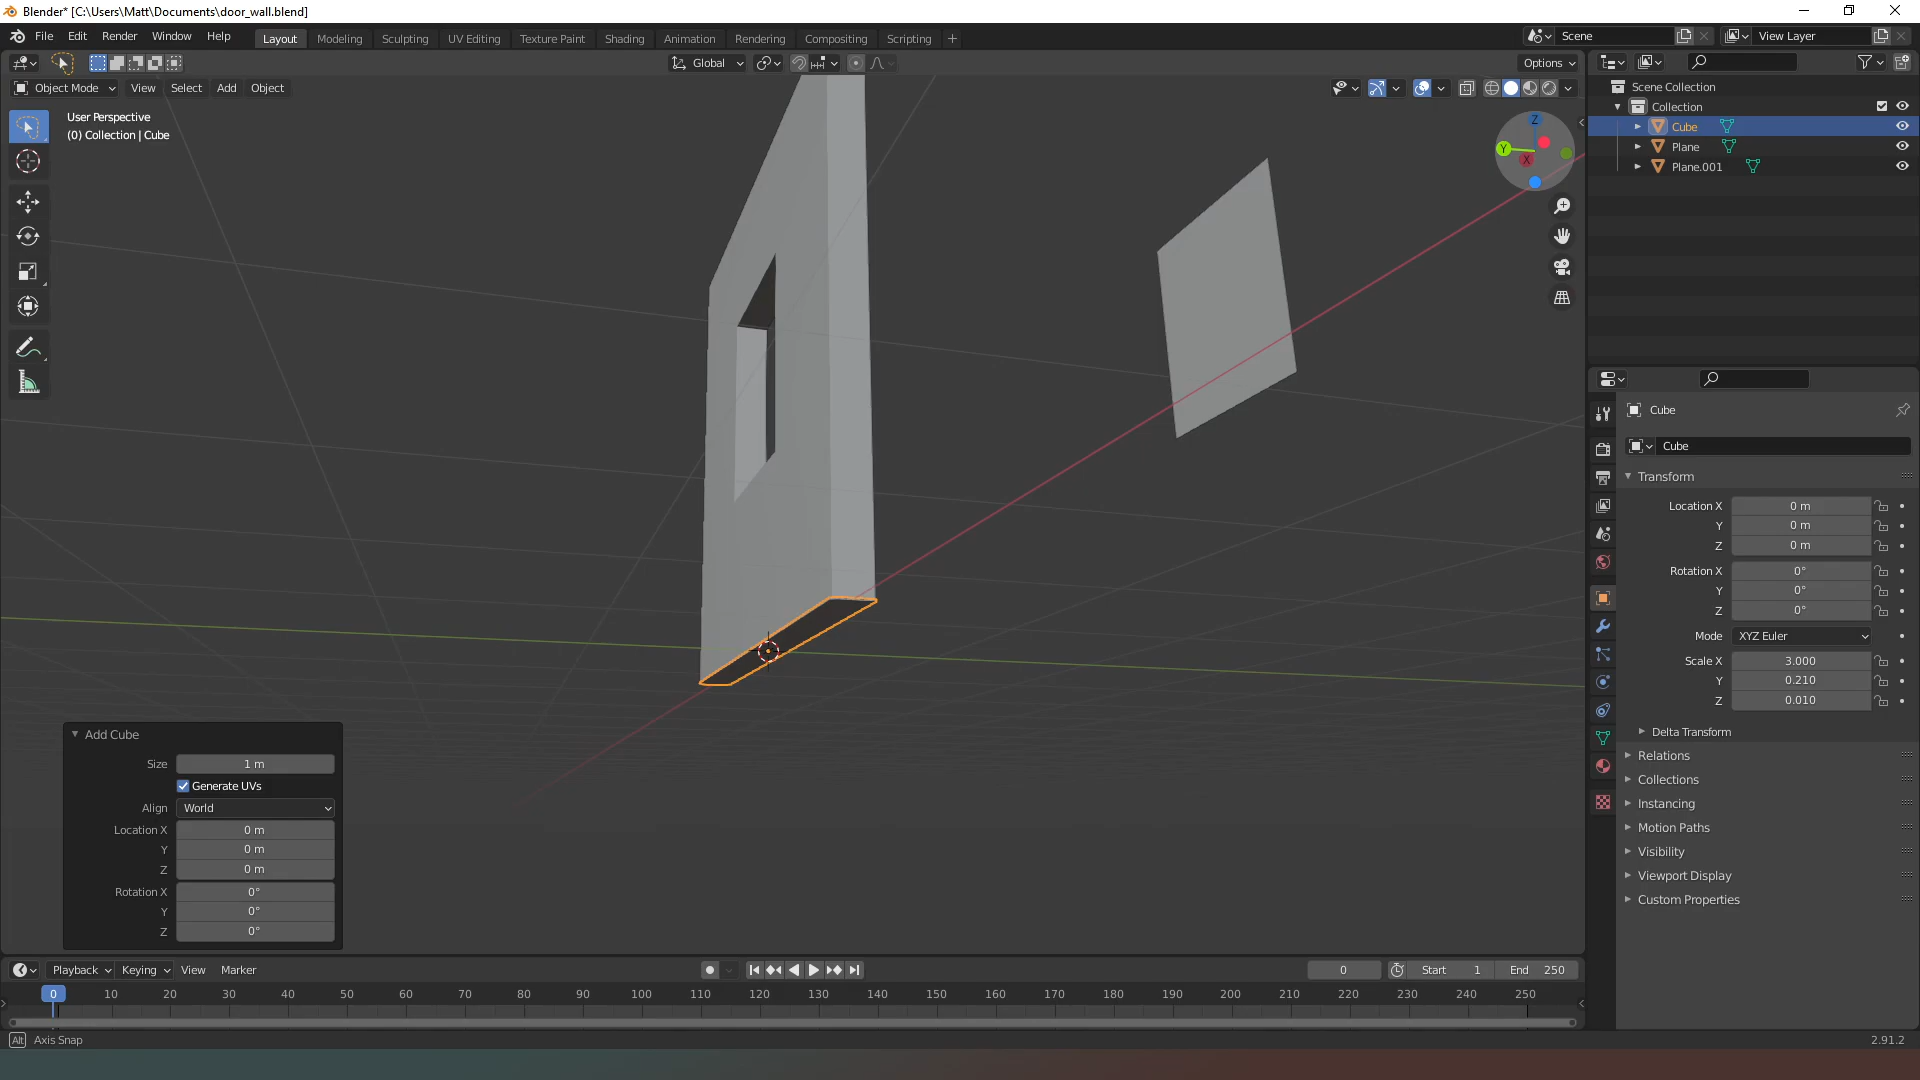 Blender* [C:\Users\Matt\Documents\door_wall.blend]
File Edit Render Window Help Layout Modeling Sculpting UV Editing Texture Paint Shading Animation Rendering Compositing Scripting Scene View Layer
Global Options
Object Mode View Select Add Object
User Perspective
(0) Collection | Cube
Z
Y
X
Scene Collection
Collection
Cube
Plane
Plane.001
Cube
Cube
Transform
Location X 0 m
Y 0 m
Z 0 m
Rotation X 0°
Y 0°
Z 0°
Mode XYZ Euler
Scale X 3.000
Y 0.210
Z 0.010
Delta Transform
Relations
Collections
Instancing
Motion Paths
Visibility
Viewport Display
Custom Properties
Add Cube
Size 1 m
Generate UVs
Align World
Location X 0 m
Y 0 m
Z 0 m
Rotation X 0°
Y 0°
Z 0°
Playback Keying View Marker 0 Start 1 End 250
0 10 20 30 40 50 60 70 80 90 100 110 120 130 140 150 160 170 180 190 200 210 220 230 240 250
Alt Axis Snap 2.91.2